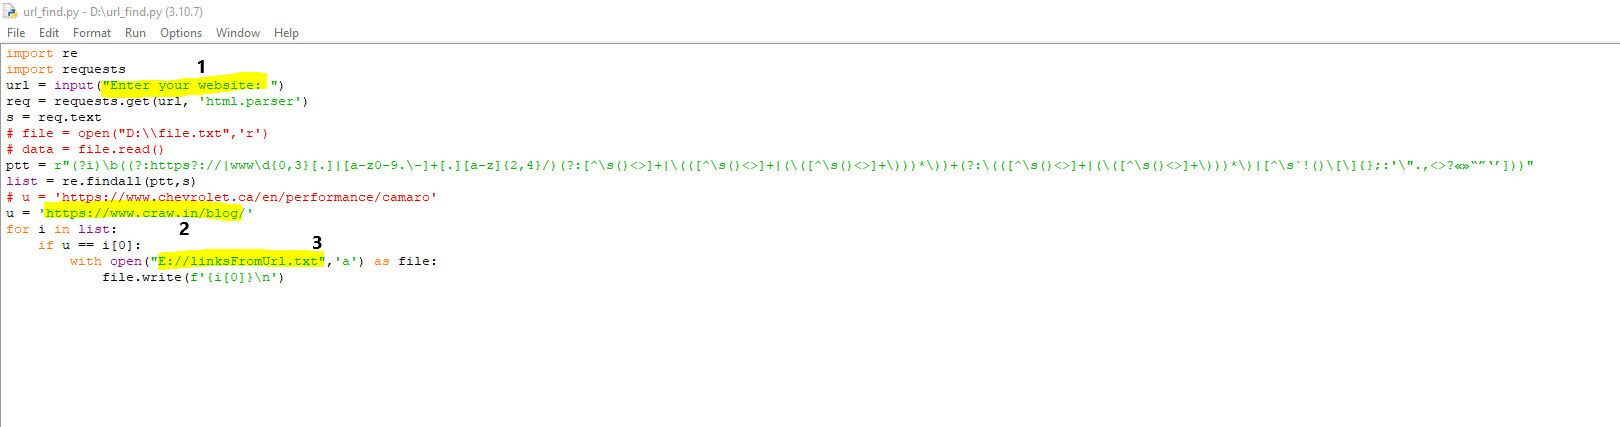 url_find.py - D:\url_find.py (3.10.7)
File Edit Format Run Options Window Help
import re
import requests
1
url = input("Enter your website: ")
req = requests.get(url, 'html.parser')
s = req.text
# file = open("D:\\file.txt",'r')
# data = file.read()
ptt = r"(?i)\b((?:https?://|www\d{0,3}[.]|[a-z0-9.\-]+[.][a-z]{2,4}/)(?:[^\s()<>]+|\(([^\s()<>]+|(\([^\s()<>]+\)))*\))+(?:\(([^\s()<>]+|(\([^\s()<>]+\)))*\)|[^\s`!()\[\]{};:'\".,<>?«»“”‘’]))"
list = re.findall(ptt,s)
# u = 'https://www.chevrolet.ca/en/performance/camaro'
u = 'https://www.craw.in/blog/'
for i in list:
2
if u == i[0]:
3
with open("E://linksFromUrl.txt",'a') as file:
file.write(f'{i[0]}\n')